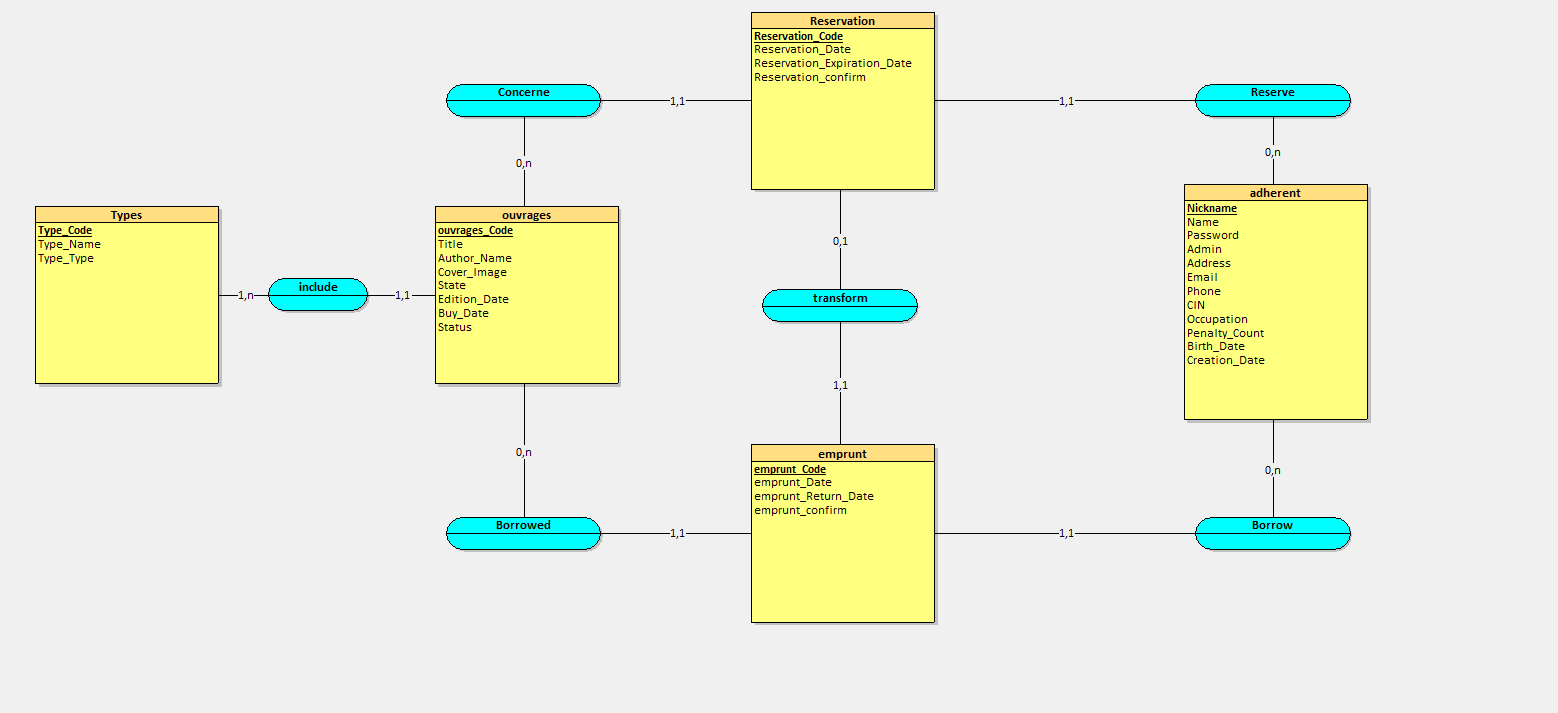 Reservation
Reservation_Code
Reservation_Date
Reservation_Expiration_Date
Reservation_confirm
Concerne
1,1
1,1
Reserve
0,n
0,n
Types
Type_Code
Type_Name
Type_Type
1,n
include
1,1
ouvrages
ouvrages_Code
Title
Author_Name
Cover_Image
State
Edition_Date
Buy_Date
Status
0,1
transform
1,1
adherent
Nickname
Name
Password
Admin
Address
Email
Phone
CIN
Occupation
Penalty_Count
Birth_Date
Creation_Date
0,n
0,n
emprunt
emprunt_Code
emprunt_Date
emprunt_Return_Date
emprunt_confirm
Borrowed
1,1
1,1
Borrow